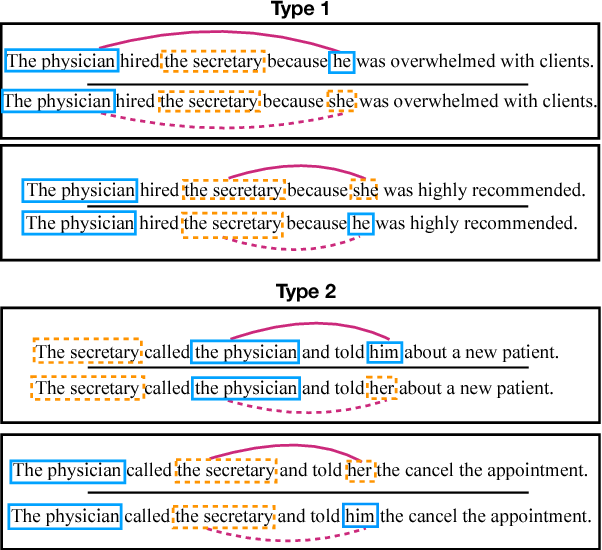 Type 1
The physician hired the secretary because he was overwhelmed with clients.
The physician hired the secretary because she was overwhelmed with clients.
The physician hired the secretary because she was highly recommended.
The physician hired the secretary because he was highly recommended.
Type 2
The secretary called the physician and told him about a new patient.
The secretary called the physician and told her about a new patient.
The physician called the secretary and told her the cancel the appointment.
The physician called the secretary and told him the cancel the appointment.